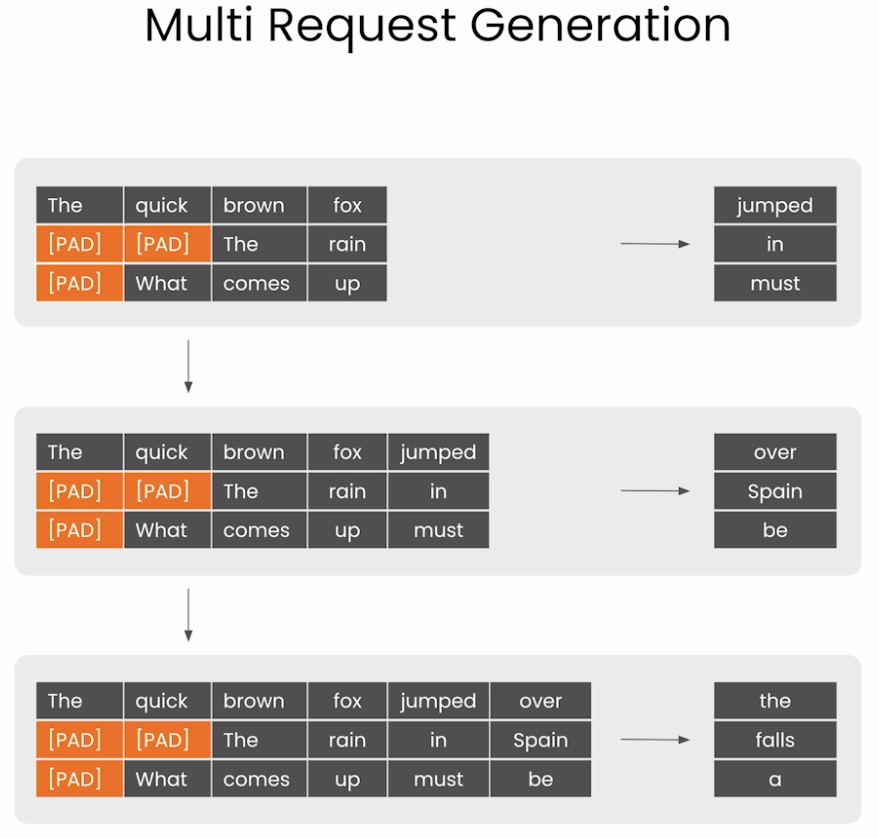 Multi Request Generation
The quick brown fox jumped
[PAD] [PAD] The rain in
[PAD] What comes up must
The quick brown fox jumped over
[PAD] [PAD] The rain in Spain
[PAD] What comes up must be
The quick brown fox jumped over the
[PAD] [PAD] The rain in Spain falls
[PAD] What comes up must be a